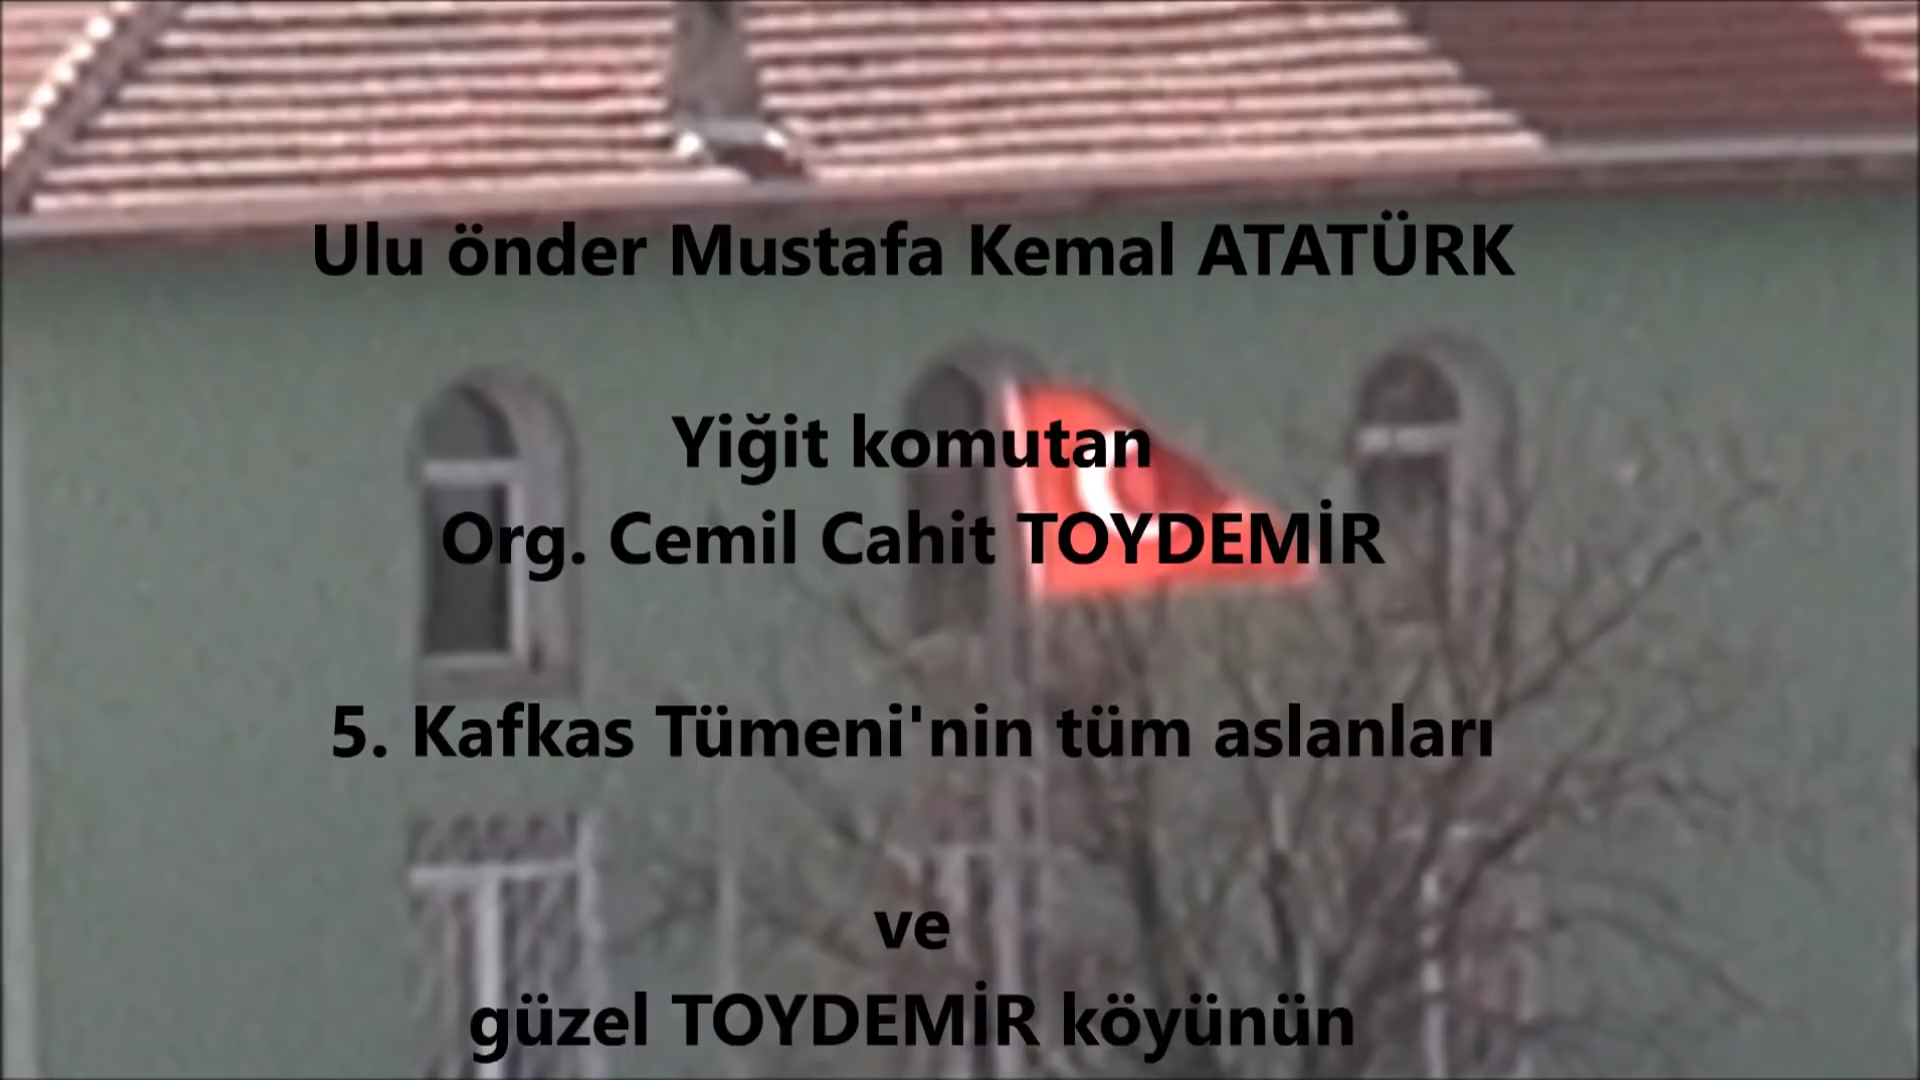 Ulu önder Mustafa Kemal ATATÜRK
Yiğit komutan
Org. Cemil Cahit TOYDEMİR
5. Kafkas Tümeni'nin tüm aslanları
ve
güzel TOYDEMİR köyünün